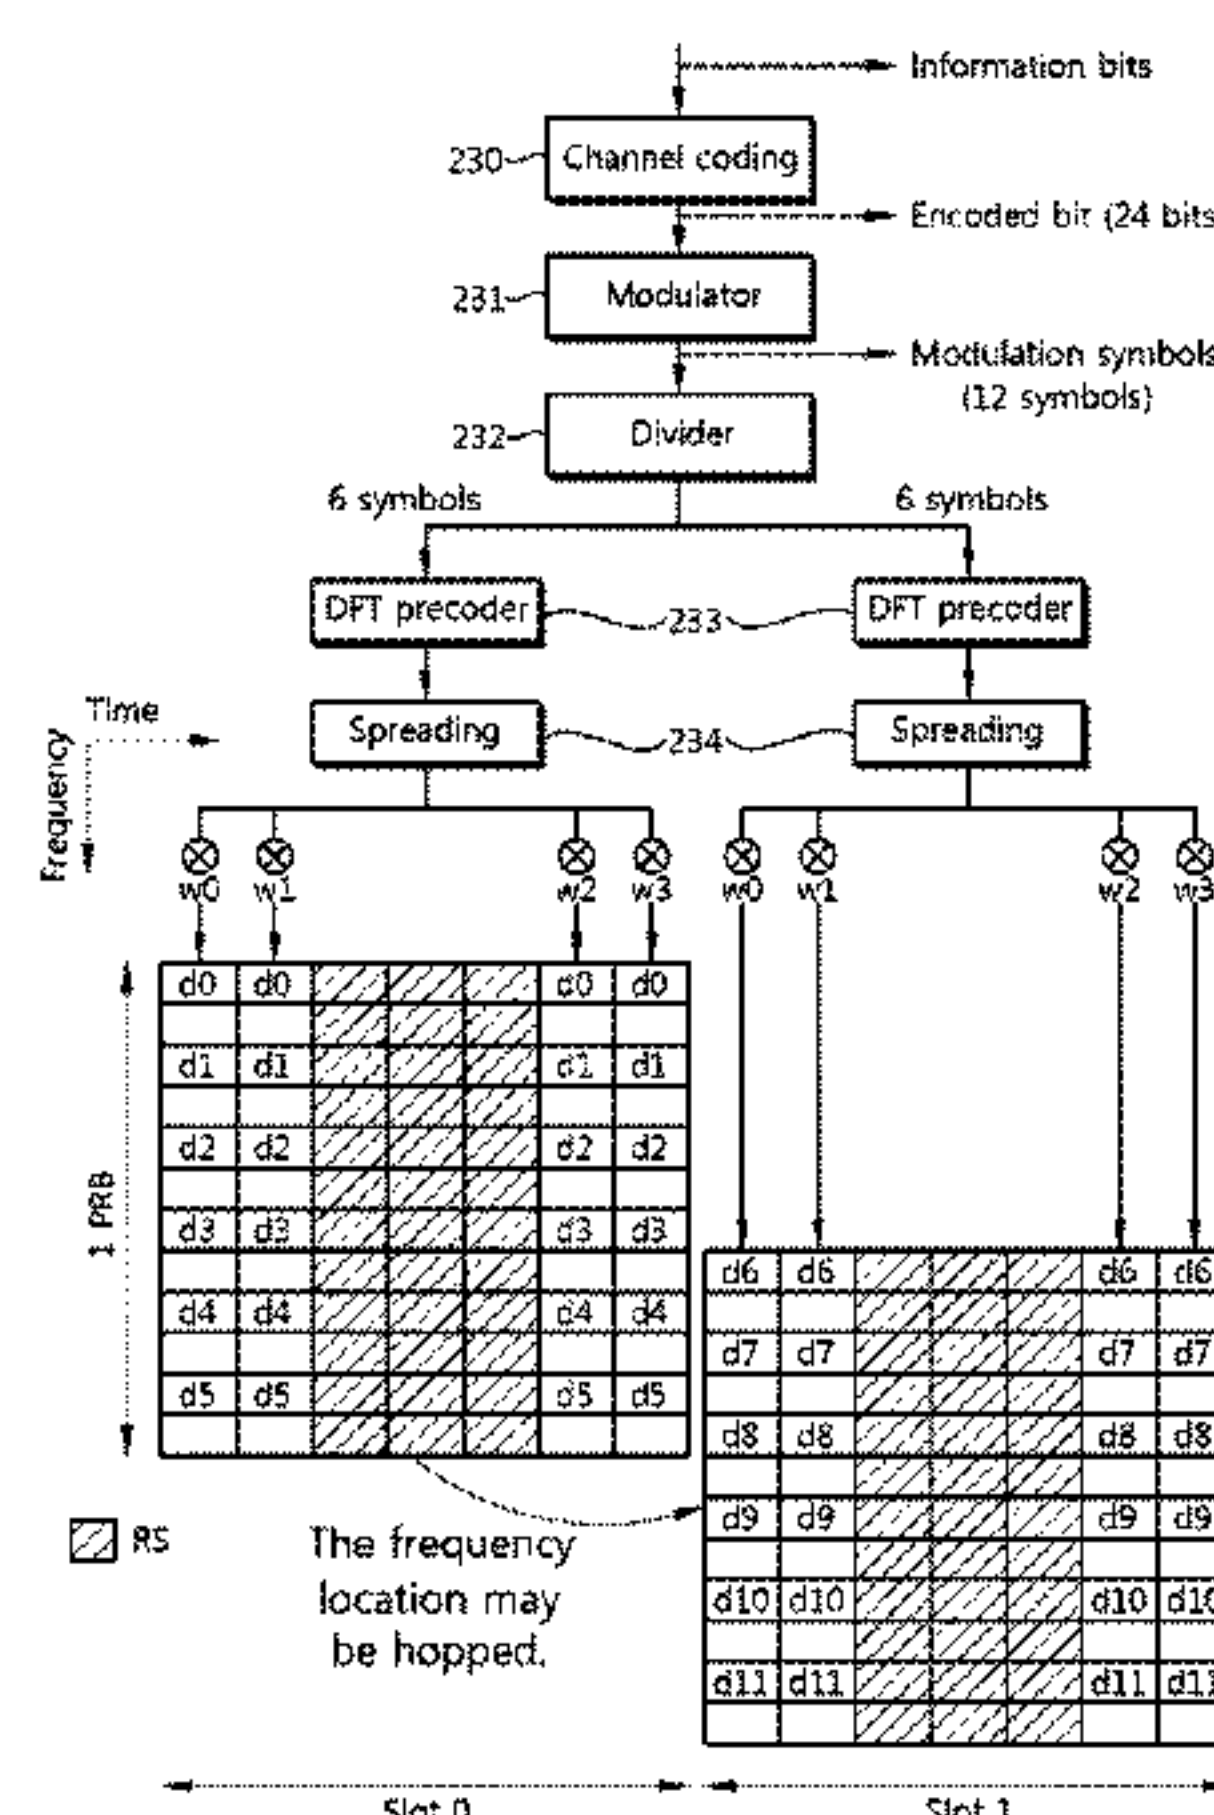 Information bits
230 Channel coding
Encoded bit (24 bits
231 Modulator
Modulation symbols
(12 symbols)
232 Divider
6 symbols 6 symbols
DFT precoder 233 DFT precoder
Time
Frequency
Spreading 234 Spreading
w0 w1 w2 w3 w0 w1 w2 w3
d0 d0 d0 d0
d1 d1 d1 d1
d2 d2 d2 d2
1 PRB
d3 d3 d3 d3
d4 d4 d4 d4
d5 d5 d5 d5
d6 d6 d6 d6
d7 d7 d7 d7
d8 d8 d8 d8
d9 d9 d9 d9
d10 d10 d10 d10
d11 d11 d11 d11
RS
The frequency
location may
be hopped.
Slot 0 Slot 1